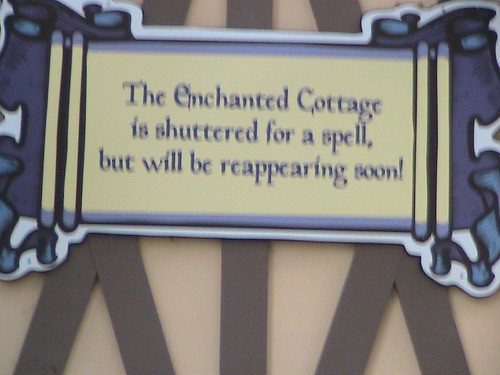 The Enchanted Cottage
is shuttered for a spell,
but will be reappearing soon!